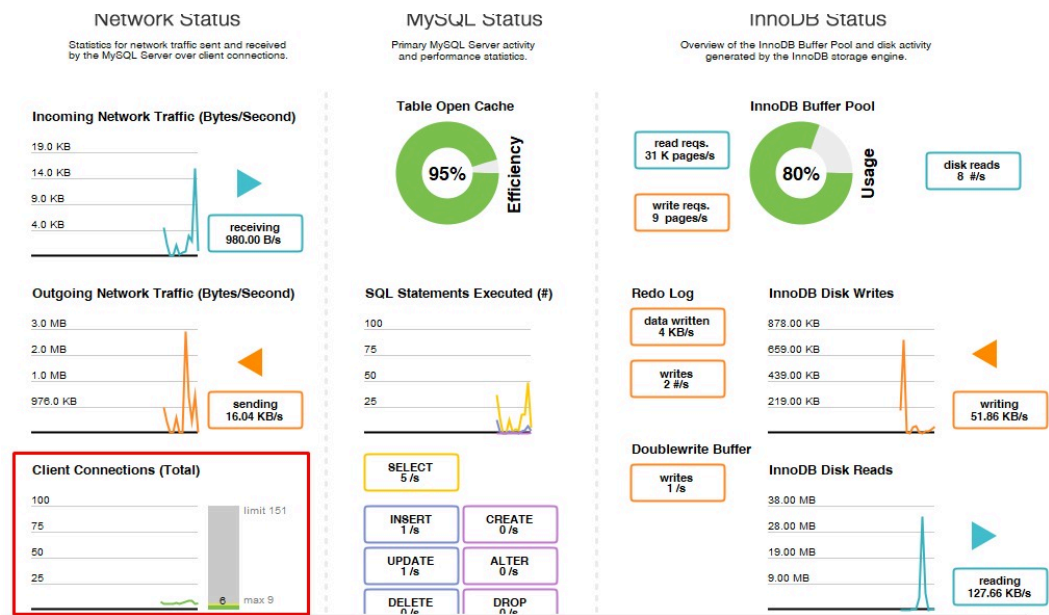 Network Status
Statistics for network traffic sent and received
by the MySQL Server over client connections.
Incoming Network Traffic (Bytes/Second)
19.0 KB
14.0 KB
9.0 KB
4.0 KB
receiving
980.00 B/s
Outgoing Network Traffic (Bytes/Second)
3.0 MB
2.0 MB
1.0 MB
976.0 KB
sending
16.04 KB/s
Client Connections (Total)
100
75
50
25
limit 151
6
max 9
MySQL Status
Primary MySQL Server activity
and performance statistics.
Table Open Cache
95%
Efficiency
SQL Statements Executed (#)
100
75
50
25
SELECT
5 /s
INSERT
1 /s
CREATE
0 /s
UPDATE
1 /s
ALTER
0 /s
DELETE
0 /s
DROP
0 /s
InnoDB Status
Overview of the InnoDB Buffer Pool and disk activity
generated by the InnoDB storage engine.
InnoDB Buffer Pool
read reqs.
31 K pages/s
write reqs.
9 pages/s
80%
Usage
disk reads
8 #/s
Redo Log
data written
4 KB/s
writes
2 #/s
Doublewrite Buffer
writes
1 /s
InnoDB Disk Writes
878.00 KB
659.00 KB
439.00 KB
219.00 KB
writing
51.86 KB/s
InnoDB Disk Reads
38.00 MB
28.00 MB
19.00 MB
9.00 MB
reading
127.66 KB/s